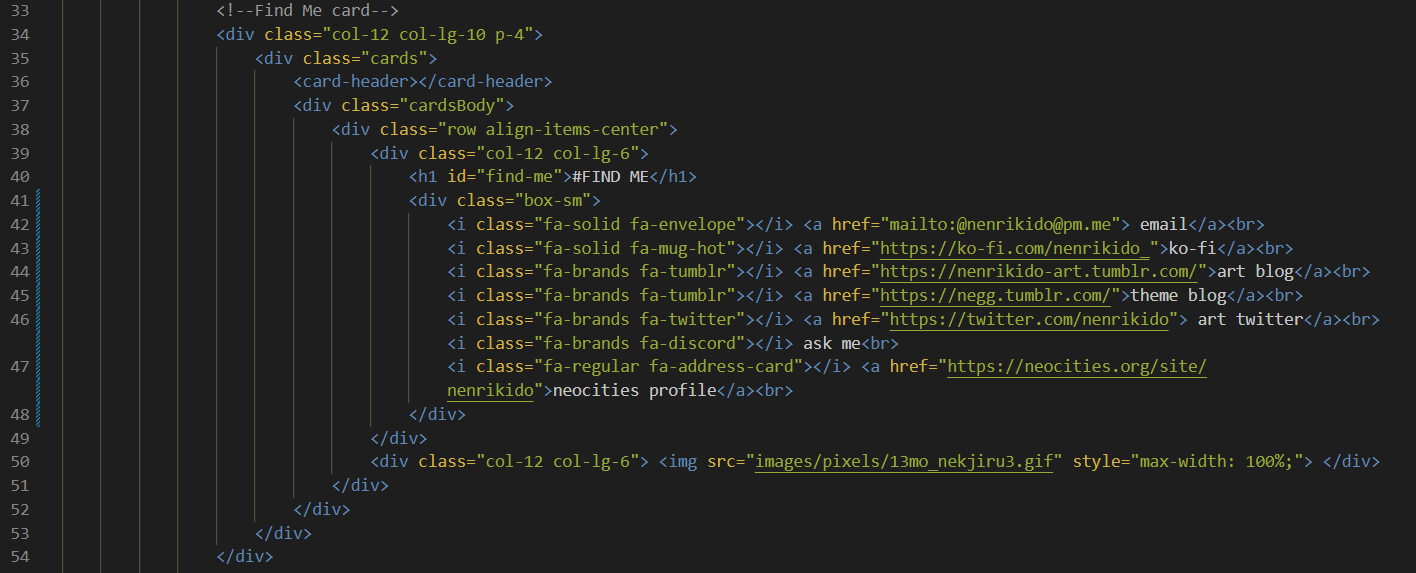 33 <!--Find Me card-->
34 <div class="col-12 col-lg-10 p-4">
35 <div class="cards">
36 <card-header></card-header>
37 <div class="cardsBody">
38 <div class="row align-items-center">
39 <div class="col-12 col-lg-6">
40 <h1 id="find-me">#FIND ME</h1>
41 <div class="box-sm">
42 <i class="fa-solid fa-envelope"></i> <a href="mailto:@nenrikido@pm.me"> email</a><br>
43 <i class="fa-solid fa-mug-hot"></i> <a href="https://ko-fi.com/nenrikido_">ko-fi</a><br>
44 <i class="fa-brands fa-tumblr"></i> <a href="https://nenrikido-art.tumblr.com/">art blog</a><br>
45 <i class="fa-brands fa-tumblr"></i> <a href="https://negg.tumblr.com/">theme blog</a><br>
46 <i class="fa-brands fa-twitter"></i> <a href="https://twitter.com/nenrikido"> art twitter</a><br>
<i class="fa-brands fa-discord"></i> ask me<br>
47 <i class="fa-regular fa-address-card"></i> <a href="https://neocities.org/site/
nenrikido">neocities profile</a><br>
48 </div>
49 </div>
50 <div class="col-12 col-lg-6"> <img src="images/pixels/13mo_nekjiru3.gif" style="max-width: 100%;"> </div>
51 </div>
52 </div>
53 </div>
54 </div>